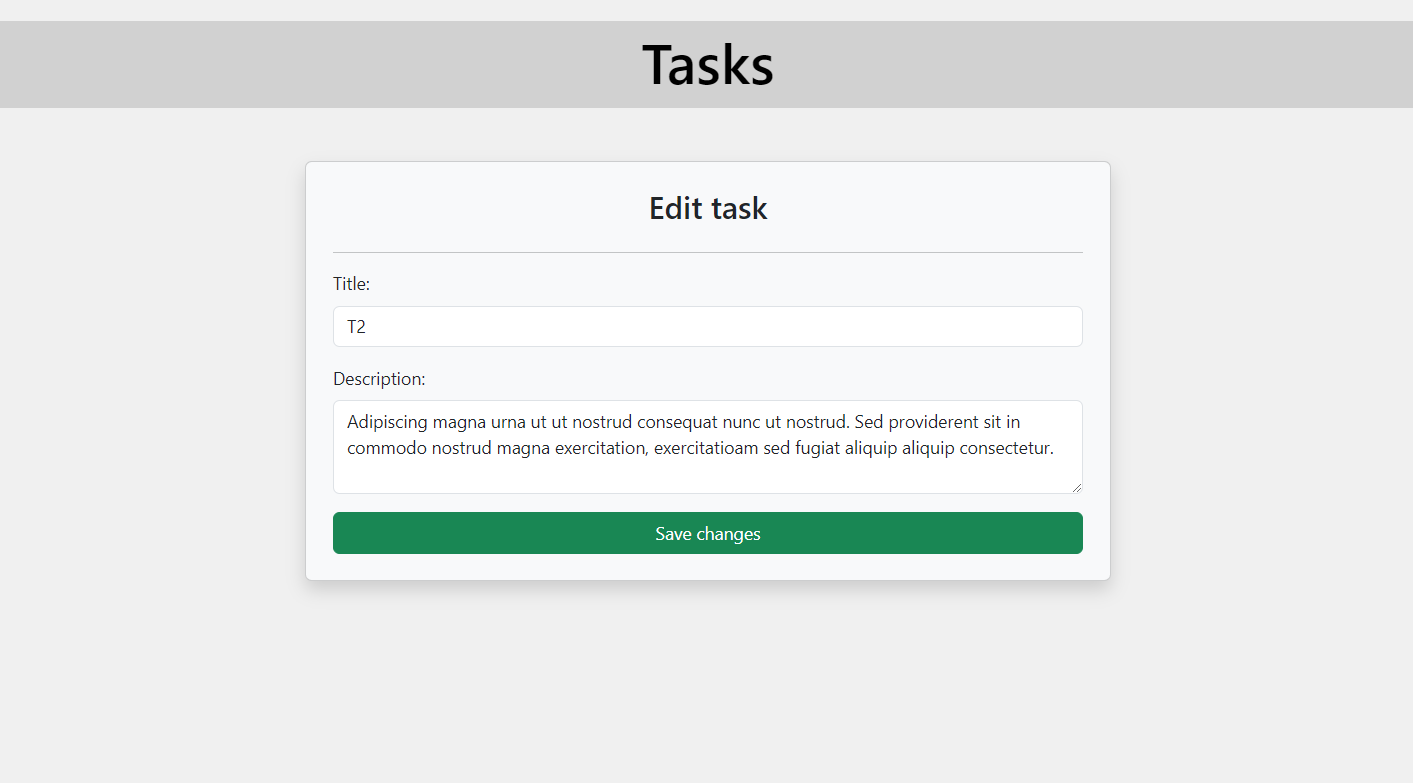 Tasks
Edit task
Title:
T2
Description:
Adipiscing magna urna ut ut nostrud consequat nunc ut nostrud. Sed providerent sit in
commodo nostrud magna exercitation, exercitatioam sed fugiat aliquip aliquip consectetur.
Save changes